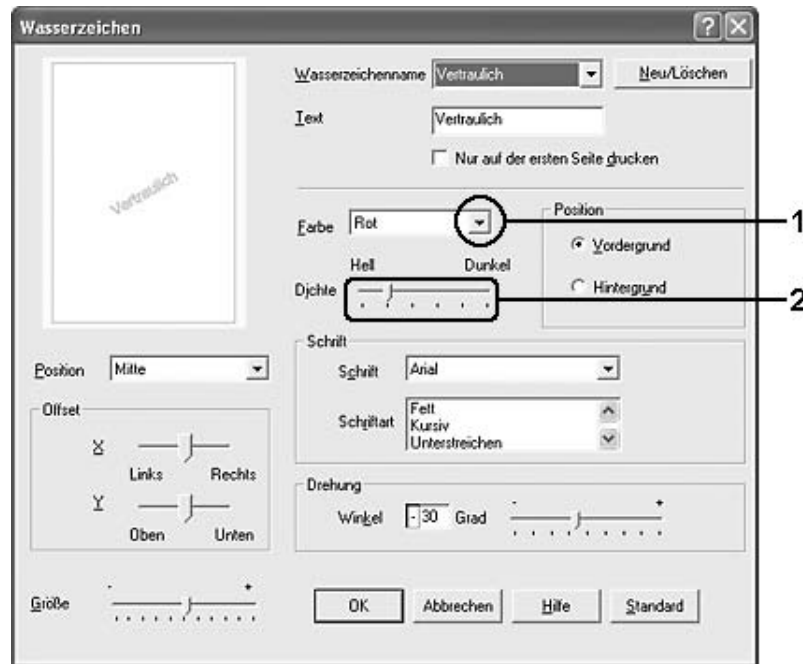 Wasserzeichen
Wasserzeichenname Vertraulich Neu/Löschen
Text Vertraulich
Nur auf der ersten Seite drucken
Vertraulich
Farbe Rot
1
Position
Vordergrund
Hintergrund
Hell Dunkel
Dichte
2
Position Mitte
Schrift
Schrift Arial
Schriftart Fett
Kursiv
Unterstreichen
Offset
X
Links Rechts
Y
Oben Unten
Drehung
Winkel -30 Grad - +
Größe - +
OK Abbrechen Hilfe Standard